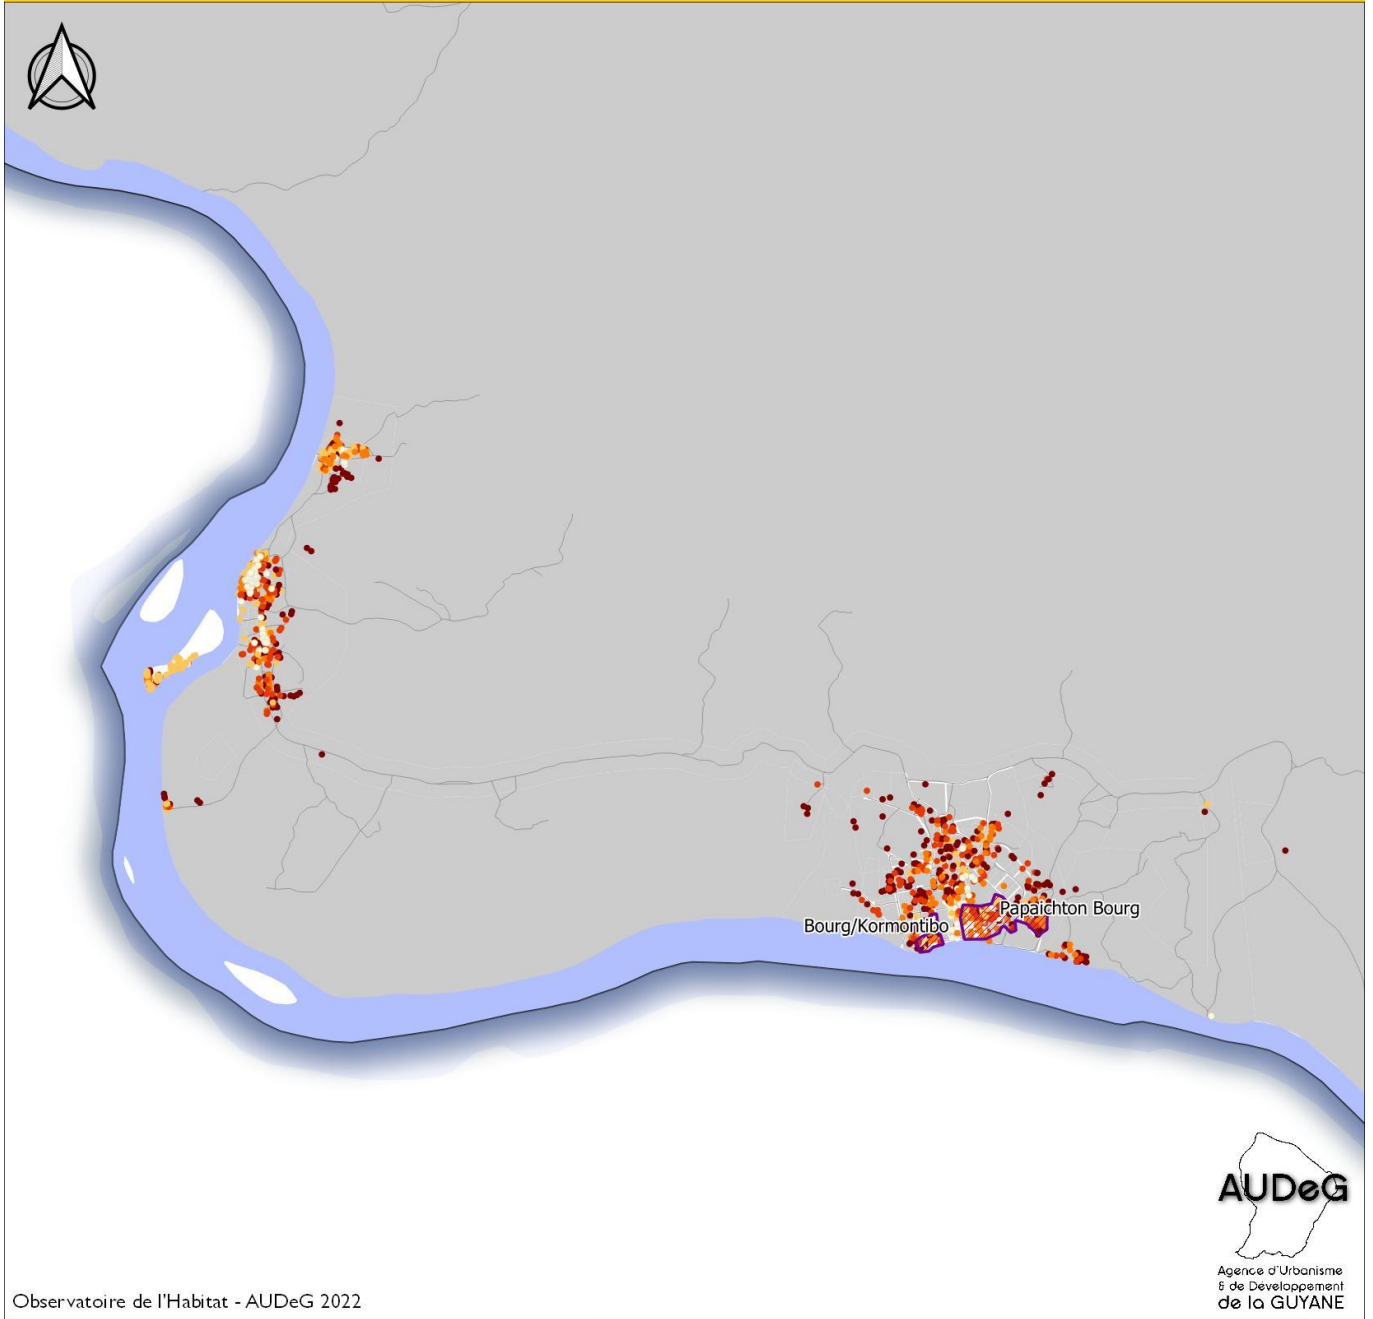 Papaichton Bourg
Bourg/Kormontibo
AUDeG
Agence d'Urbanisme
& de Développement
de la GUYANE
Observatoire de l'Habitat - AUDeG 2022